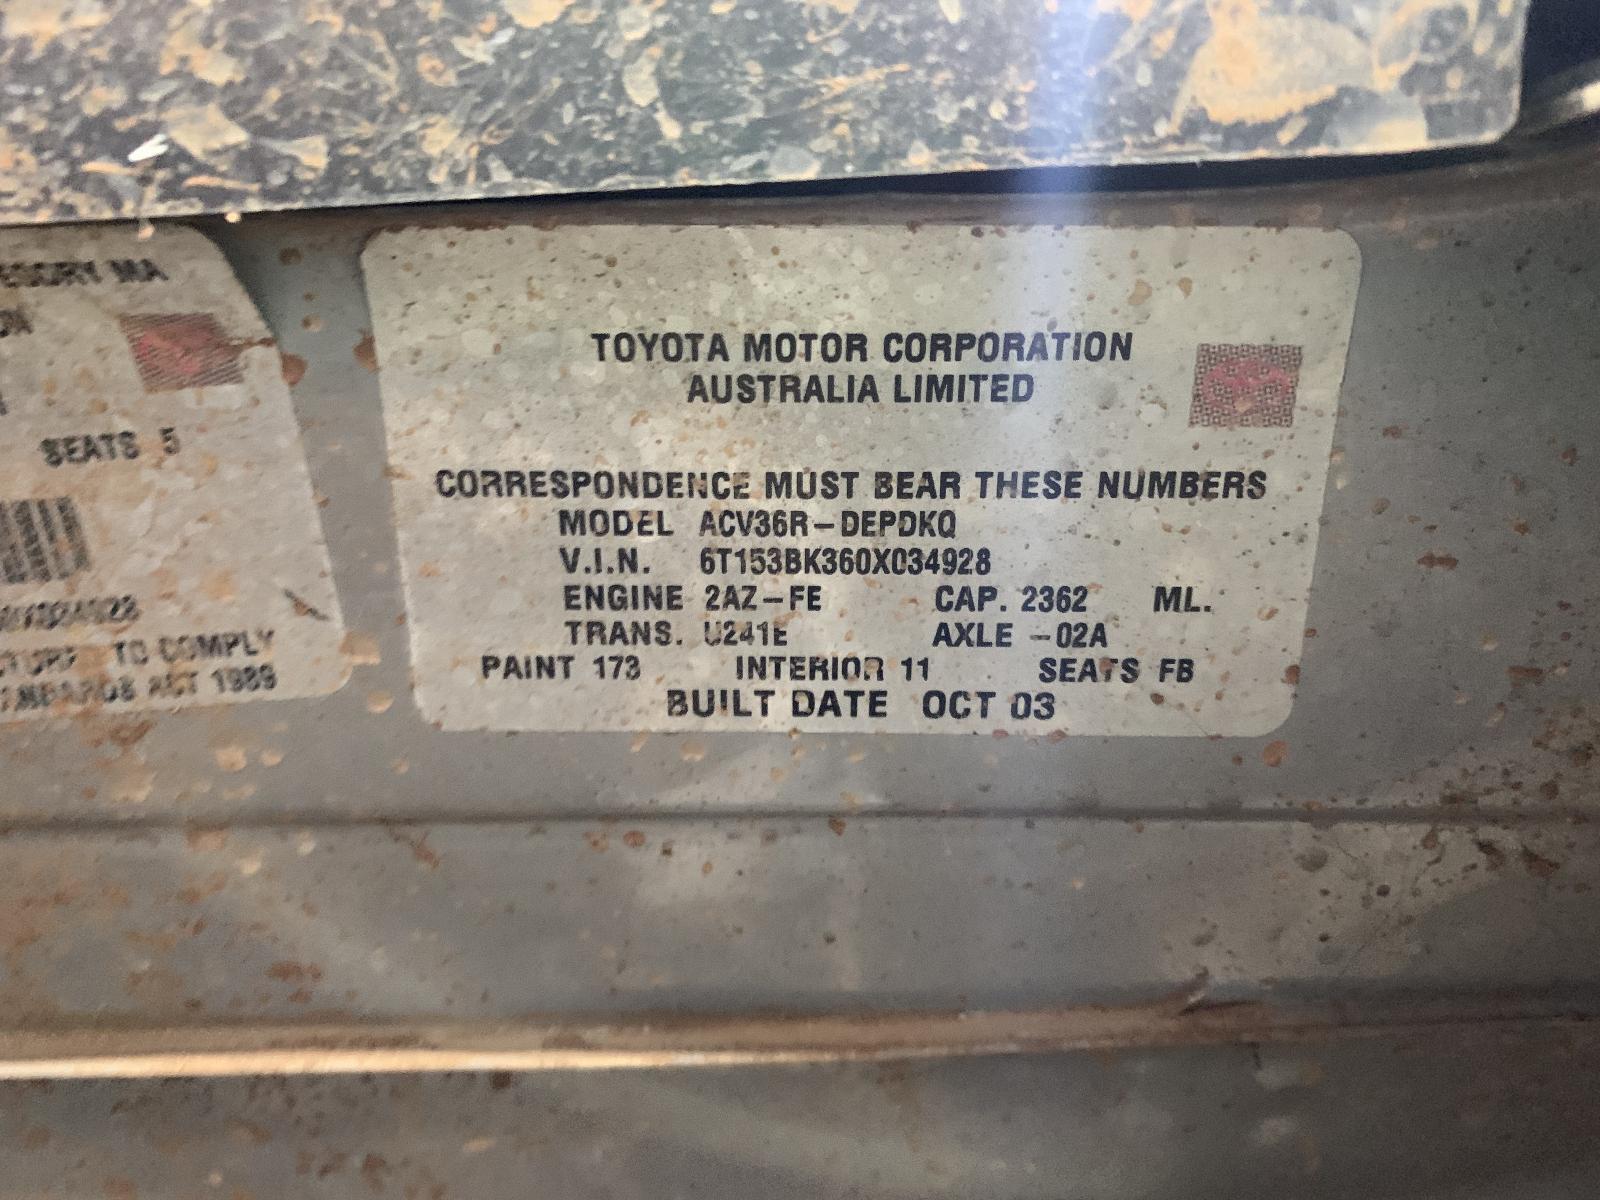 MA
SEATS 5
TO COMPLY
ACT 1989
TOYOTA MOTOR CORPORATION
AUSTRALIA LIMITED
CORRESPONDENCE MUST BEAR THESE NUMBERS
MODEL ACV36R-DEPDKQ
V.I.N. 6T153BK360X034928
ENGINE 2AZ-FE CAP. 2362 ML.
TRANS. U241E AXLE -02A
PAINT 173 INTERIOR 11 SEATS FB
BUILT DATE OCT 03